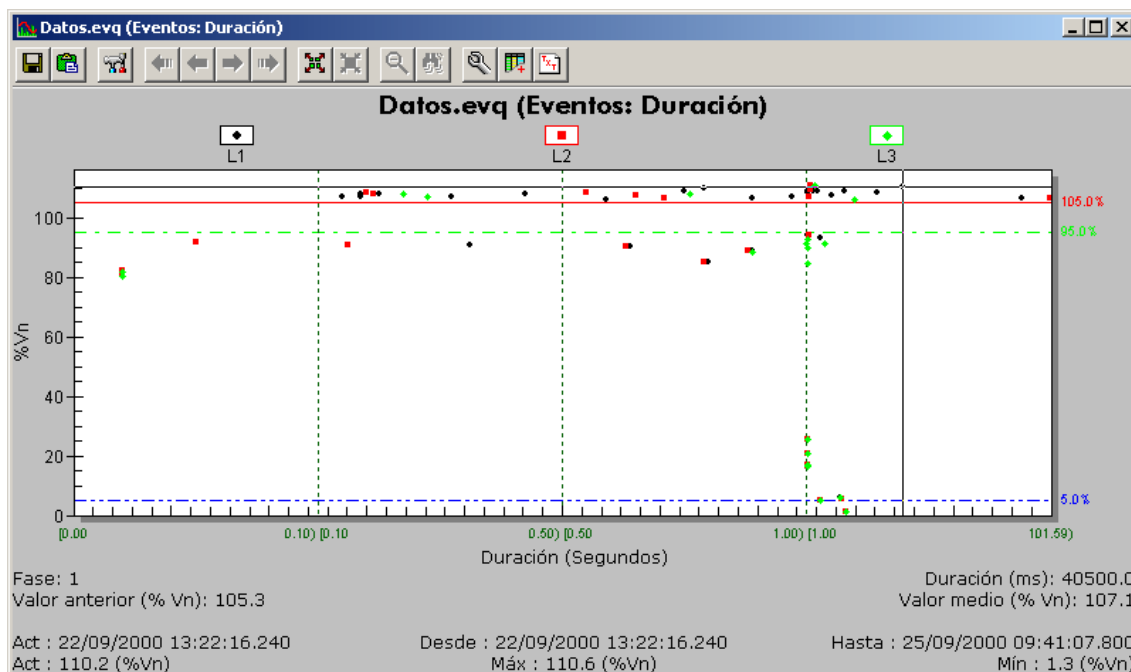 Datos.evq (Eventos: Duración)
TXT
Datos.evq (Eventos: Duración)
L1 L2 L3
105.0%
100
95.0%
80
60
40
20
5.0%
0
%Vn
[0.00 0.10) [0.10 0.50) [0.50 1.00) [1.00 101.59)
Duración (Segundos)
Fase: 1 Duración (ms): 40500.0
Valor anterior (% Vn): 105.3 Valor medio (% Vn): 107.1
Act : 22/09/2000 13:22:16.240 Desde : 22/09/2000 13:22:16.240 Hasta : 25/09/2000 09:41:07.800
Act : 110.2 (%Vn) Máx : 110.6 (%Vn) Mín : 1.3 (%Vn)